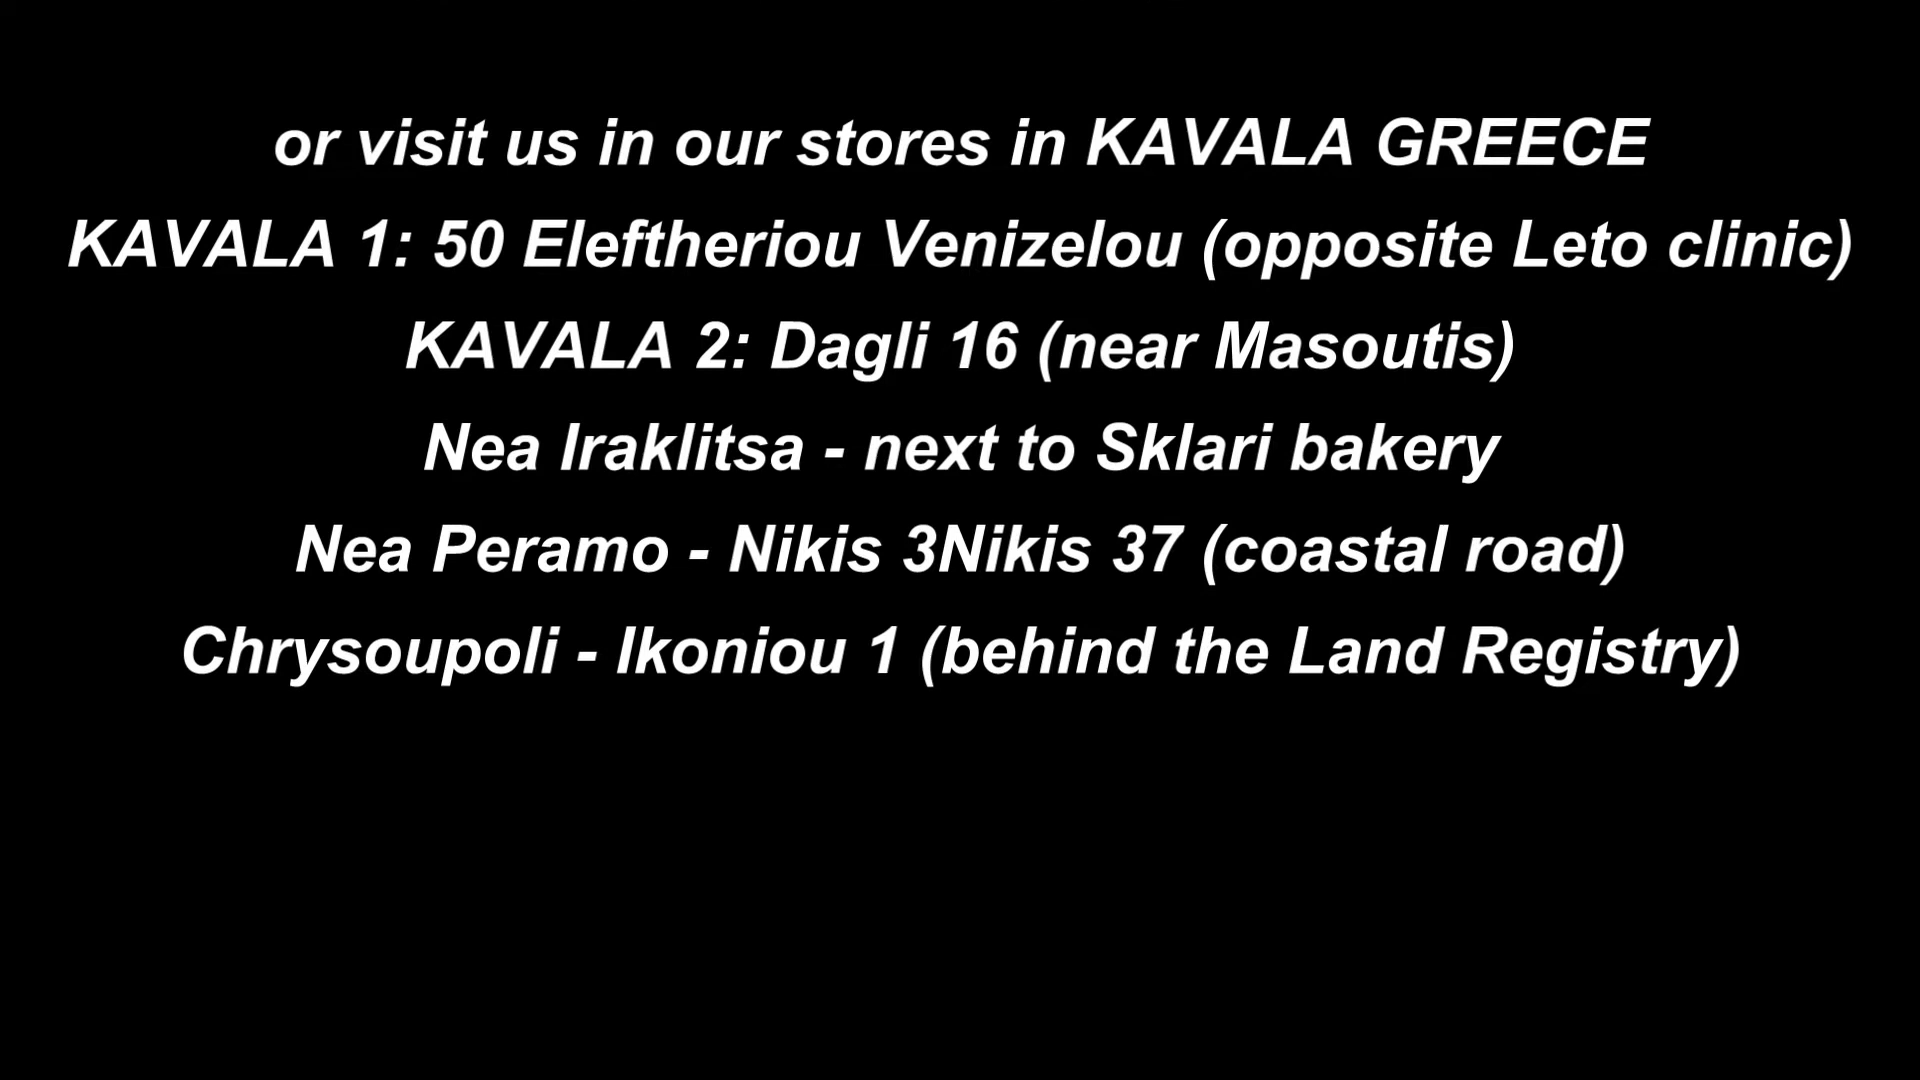 or visit us in our stores in KAVALA GREECE
KAVALA 1: 50 Eleftheriou Venizelou (opposite Leto clinic)
KAVALA 2: Dagli 16 (near Masoutis)
Nea Iraklitsa - next to Sklari bakery
Nea Peramo - Nikis 3Nikis 37 (coastal road)
Chrysoupoli - Ikoniou 1 (behind the Land Registry)